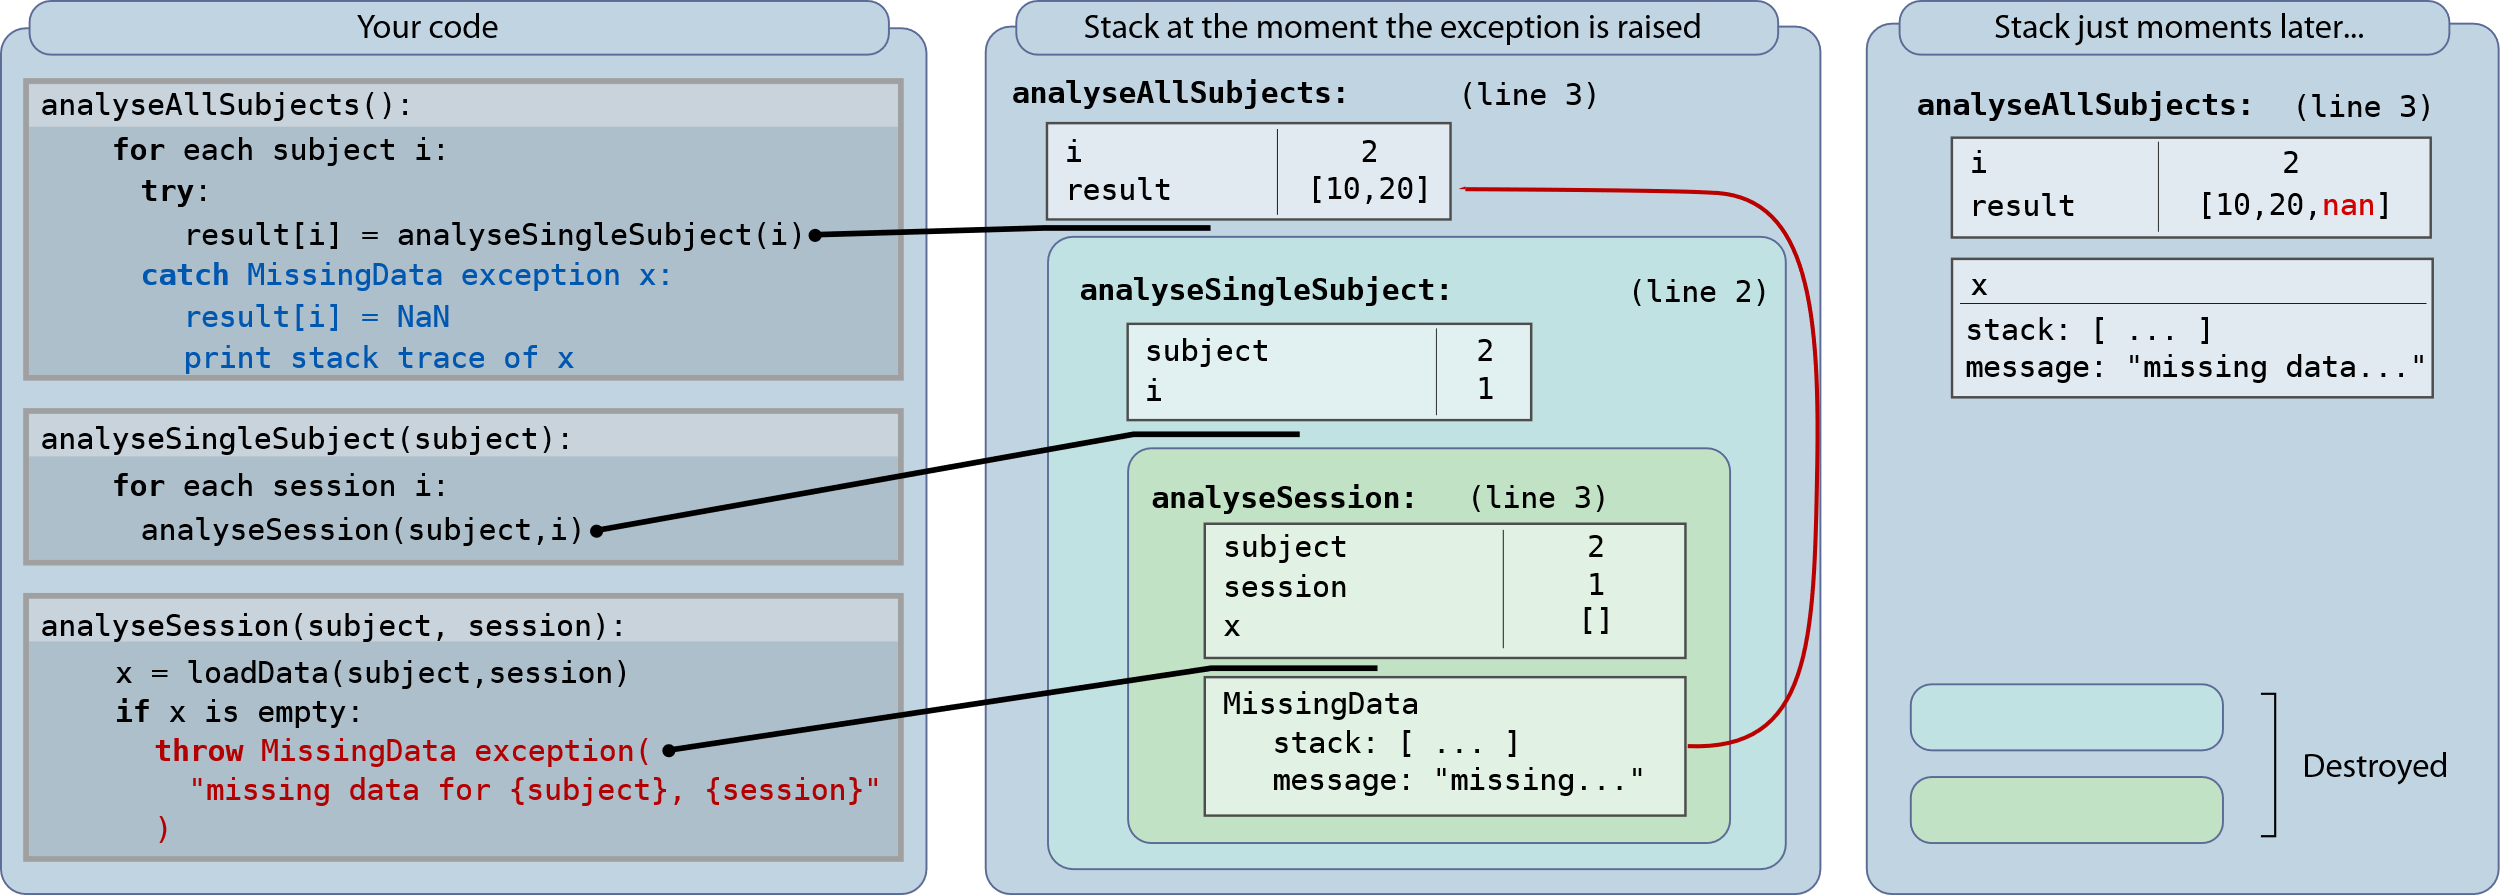 Your code
analyseAllSubjects():
for each subject i:
try:
result[i] = analyseSingleSubject(i)
catch MissingData exception x:
result[i] = NaN
print stack trace of x
analyseSingleSubject(subject):
for each session i:
analyseSession(subject,i)
analyseSession(subject, session):
x = loadData(subject,session)
if x is empty:
throw MissingData exception(
"missing data for {subject}, {session}"
)
Stack at the moment the exception is raised
analyseAllSubjects: (line 3)
i 2
result [10,20]
analyseSingleSubject: (line 2)
subject 2
i 1
analyseSession: (line 3)
subject 2
session 1
x []
MissingData
stack: [ ... ]
message: "missing..."
Stack just moments later...
analyseAllSubjects: (line 3)
i 2
result [10,20,nan]
x
stack: [ ... ]
message: "missing data..."
Destroyed